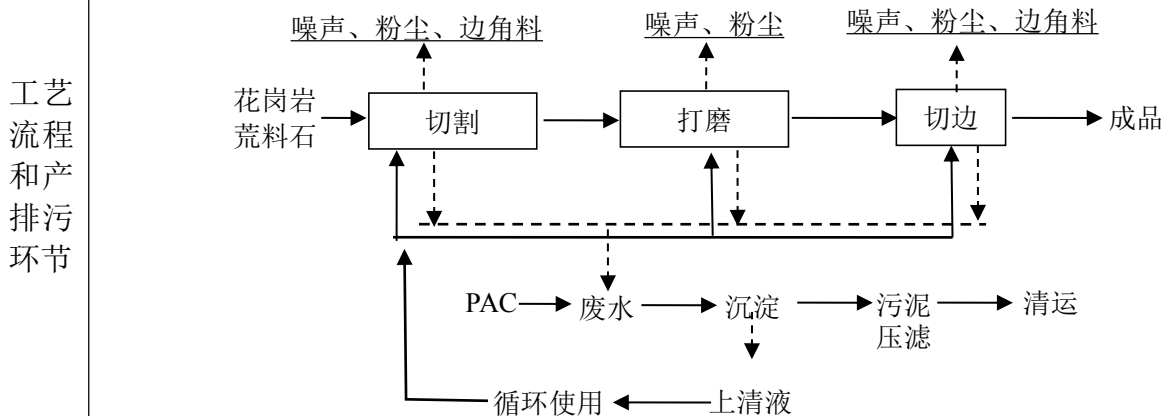 工艺
流程
和产
排污
环节
噪声、粉尘、边角料
噪声、粉尘
噪声、粉尘、边角料
花岗岩
荒料石
切割
打磨
切边
成品
PAC
废水
沉淀
污泥
压滤
清运
循环使用
上清液